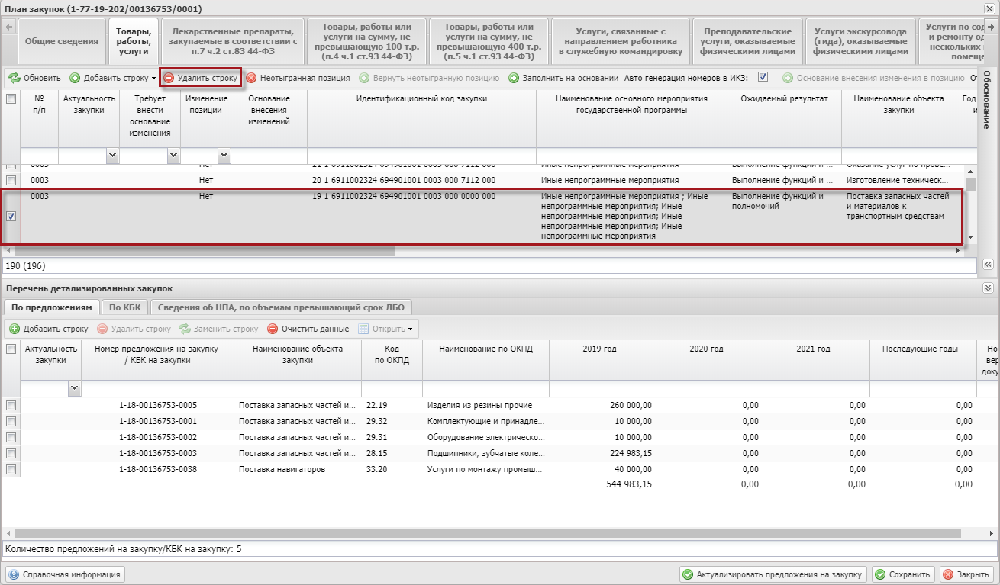 План закупок (1-77-19-202/00136753/0001)
Общие сведения
Товары,
работы,
услуги
Лекарственные препараты,
закупаемые в соответствии с
п.7 ч.2 ст.83 44-ФЗ
Товары, работы или
услуги на сумму, не
превышающую 100 т.р.
(п.4 ч.1 ст.93 44-ФЗ)
Товары, работы или
услуги на сумму, не
превышающую 400 т.р.
(п.5 ч.1 ст.93 44-ФЗ)
Услуги, связанные с
направлением работника
в служебную командировку
Преподавательские
услуги, оказываемые
физическими лицами
Услуги экскурсовода
(гида), оказываемые
физическими лицами
Услуги по сод
и ремонту од
нескольких
помеще
Обновить Добавить строку Удалить строку Неотыгранная позиция Вернуть неотыгранную позицию Заполнить на основании Авто генерация номеров в ИКЗ: Основание внесения изменения в позицию От
Обоснование
№
п/п
Актуальность
закупки
Требует
внести
основание
изменения
Изменение
позиции
Основание
внесения
изменений
Идентификационный код закупки
Наименование основного мероприятия
государственной программы
Ожидаемый результат
Наименование объекта
закупки
Год
и
0003 Нет 21 1 6911002324 694901001 0003 000 7112 000 Иные непрограммные мероприятия Выполнение функций и ... Оказание услуг по прове...
0003 Нет 20 1 6911002324 694901001 0003 000 7112 000 Иные непрограммные мероприятия Выполнение функций и ... Изготовление техническ...
0003 Нет 19 1 6911002324 694901001 0003 000 0000 000
Иные непрограммные мероприятия ; Иные
непрограммные мероприятия; Иные
непрограммные мероприятия; Иные
непрограммные мероприятия; Иные
непрограммные мероприятия
Выполнение функций и
полномочий
Поставка запасных частей
и материалов к
транспортным средствам
190 (196)
Перечень детализированных закупок
По предложениям По КБК Сведения об НПА, по объемам превышающий срок ЛБО
Добавить строку Удалить строку Заменить строку Очистить данные Открыть
Актуальность
закупки
Номер предложения на закупку
/ КБК на закупки
Наименование объекта
закупки
Код
по ОКПД
Наименование по ОКПД
2019 год
2020 год
2021 год
Последующие годы
Но
вер
доку
1-18-00136753-0005 Поставка запасных частей и... 22.19 Изделия из резины прочие 260 000,00 0,00 0,00 0,00
1-18-00136753-0001 Поставка запасных частей и... 29.32 Комплектующие и принадле... 10 000,00 0,00 0,00 0,00
1-18-00136753-0002 Поставка запасных частей и... 29.31 Оборудование электрическо... 10 000,00 0,00 0,00 0,00
1-18-00136753-0003 Поставка запасных частей и... 28.15 Подшипники, зубчатые коле... 224 983,15 0,00 0,00 0,00
1-18-00136753-0038 Поставка навигаторов 33.20 Услуги по монтажу промыш... 40 000,00 0,00 0,00 0,00
544 983,15 0,00 0,00 0,00
Количество предложений на закупку/КБК на закупку: 5
Справочная информация Актуализировать предложения на закупку Сохранить Закрыть